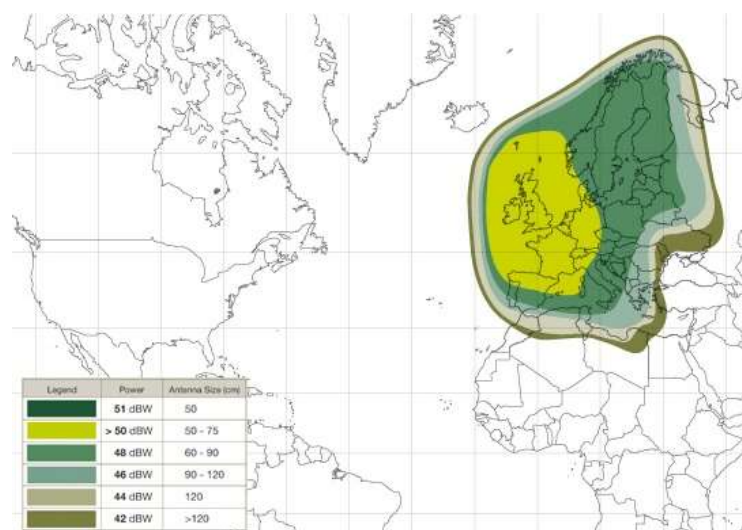 Legend Power Antenna Size (cm)
51 dBW 50
> 50 dBW 50 - 75
48 dBW 60 - 90
46 dBW 90 - 120
44 dBW 120
42 dBW >120